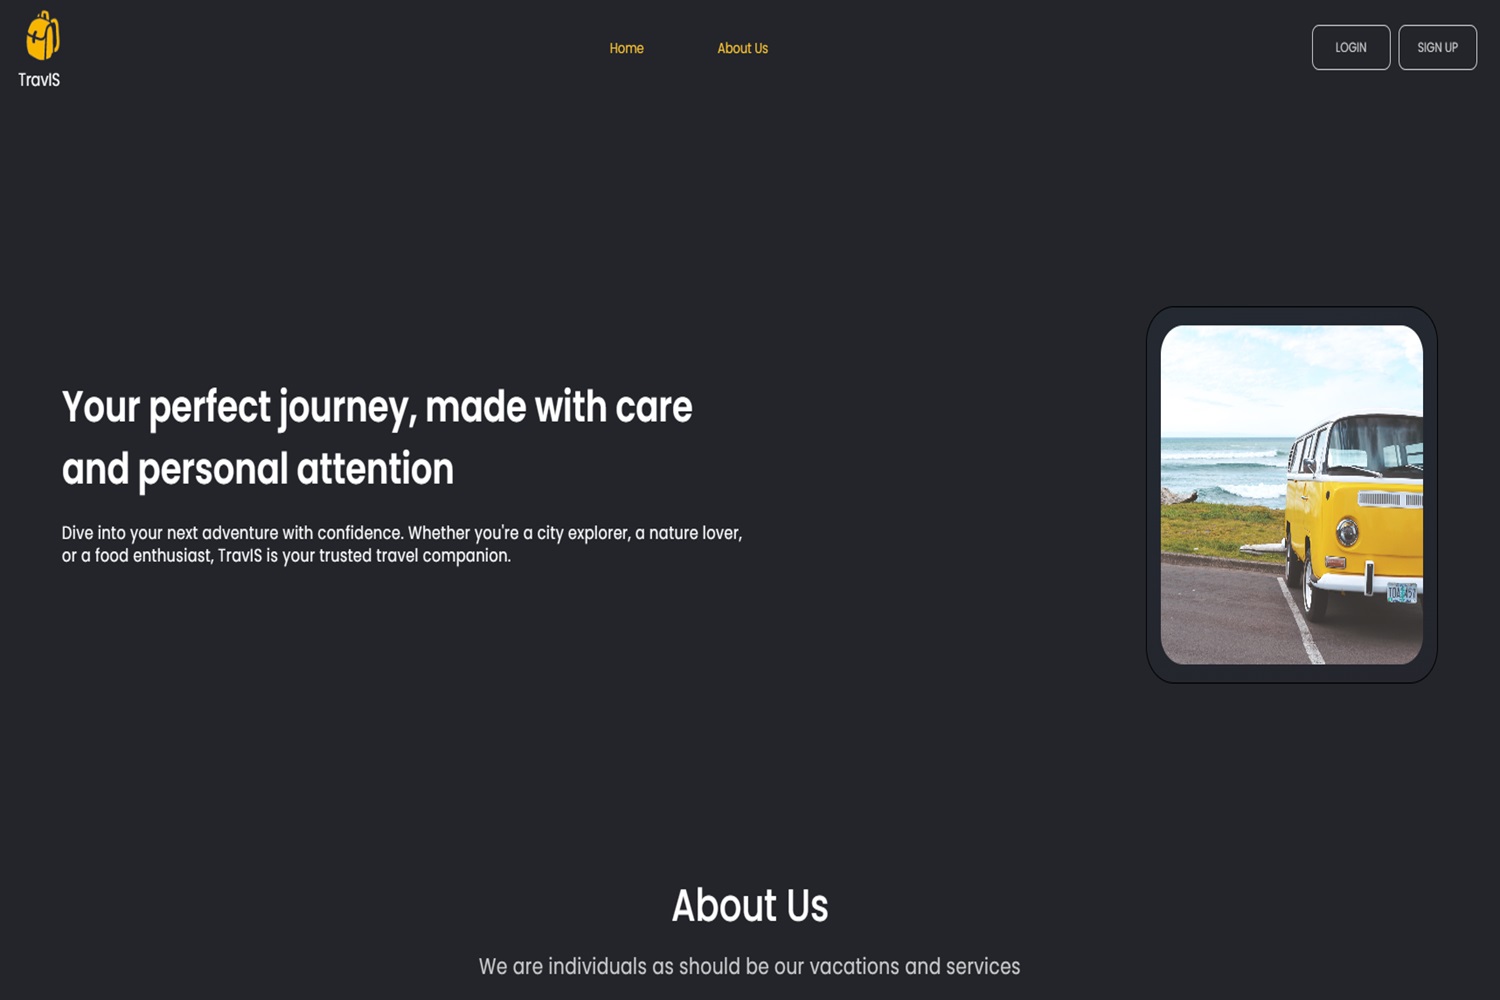 TravIS
Home
About Us
LOGIN
SIGN UP
Your perfect journey, made with care
and personal attention
Dive into your next adventure with confidence. Whether you're a city explorer, a nature lover,
or a food enthusiast, TravIS is your trusted travel companion.
About Us
We are individuals as should be our vacations and services